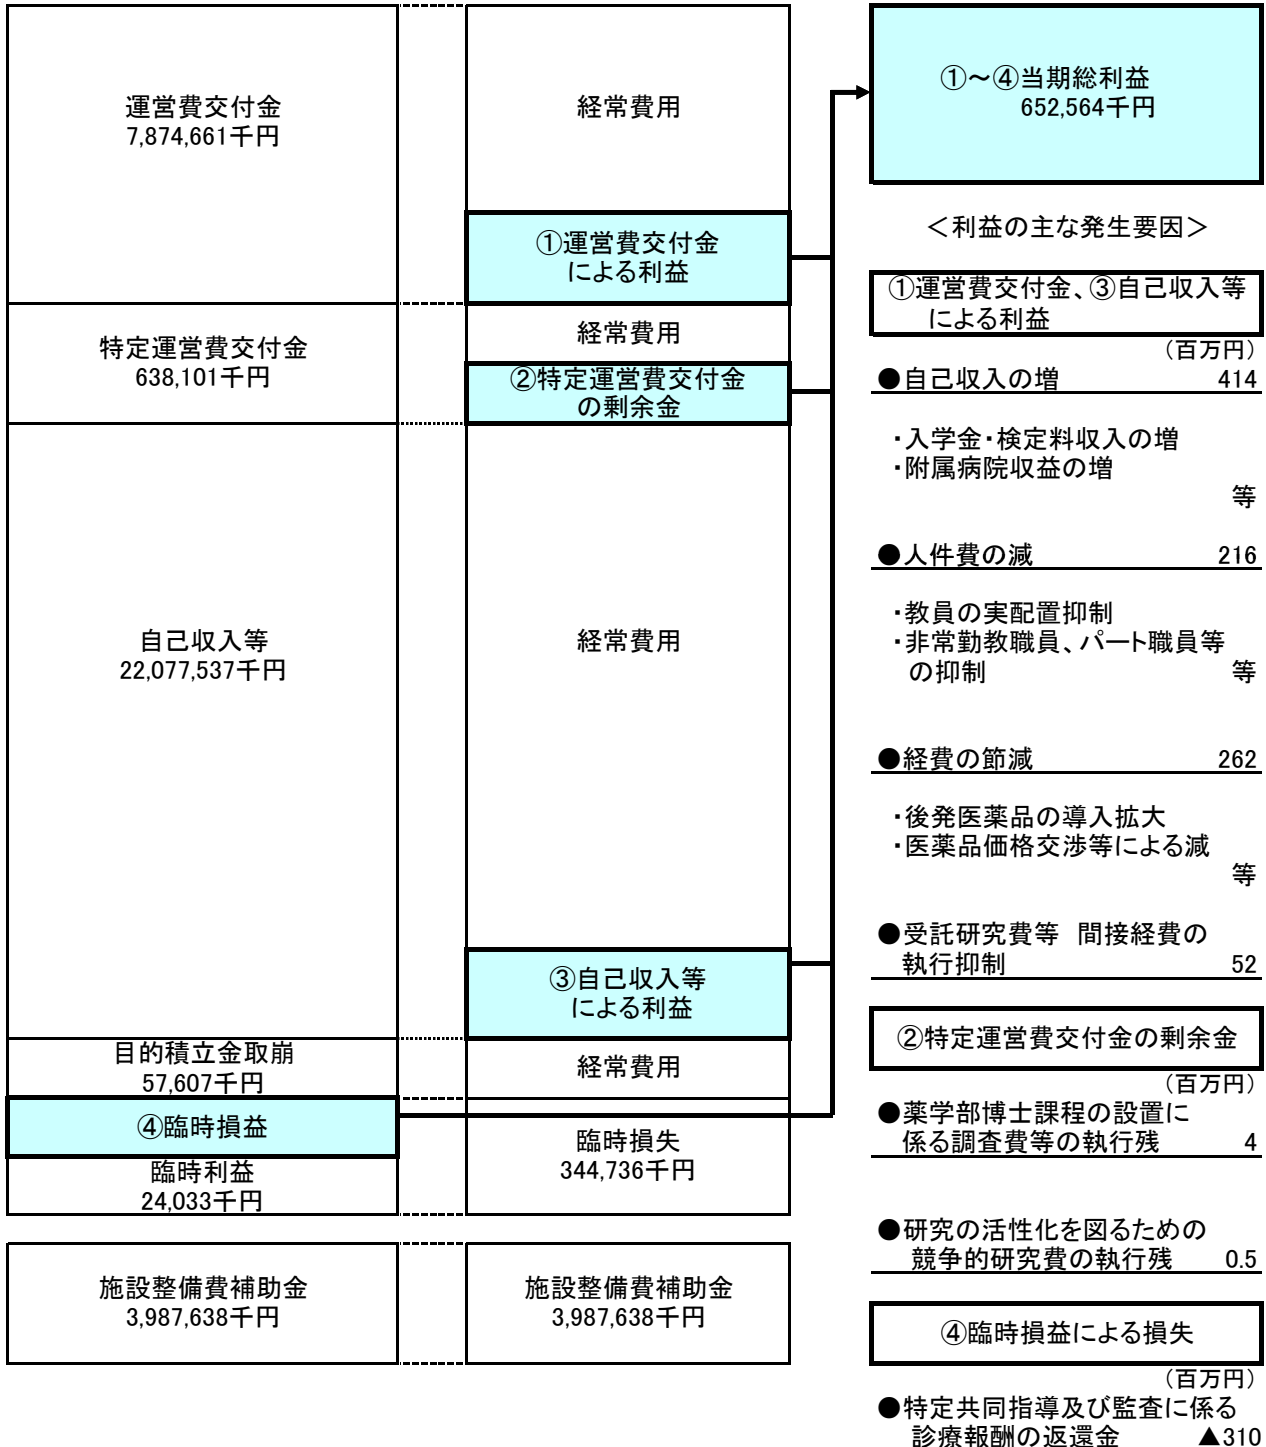 運営費交付金
7,874,661千円
特定運営費交付金
638,101千円
自己収入等
22,077,537千円
目的積立金取崩
57,607千円
④臨時損益
臨時利益
24,033千円
施設整備費補助金
3,987,638千円
経常費用
①運営費交付金
による利益
経常費用
②特定運営費交付金
の剰余金
経常費用
③自己収入等
による利益
経常費用
臨時損失
344,736千円
施設整備費補助金
3,987,638千円
①～④当期総利益
652,564千円
＜利益の主な発生要因＞
①運営費交付金、③自己収入等
による利益
（百万円）
●自己収入の増 414
・入学金・検定料収入の増
・附属病院収益の増
等
●人件費の減 216
・教員の実配置抑制
・非常勤教職員、パート職員等
の抑制 等
●経費の節減 262
・後発医薬品の導入拡大
・医薬品価格交渉等による減
等
●受託研究費等　間接経費の
執行抑制 52
②特定運営費交付金の剰余金
（百万円）
●薬学部博士課程の設置に
係る調査費等の執行残 4
●研究の活性化を図るための
競争的研究費の執行残 0.5
④臨時損益による損失
（百万円）
●特定共同指導及び監査に係る
診療報酬の返還金 ▲310